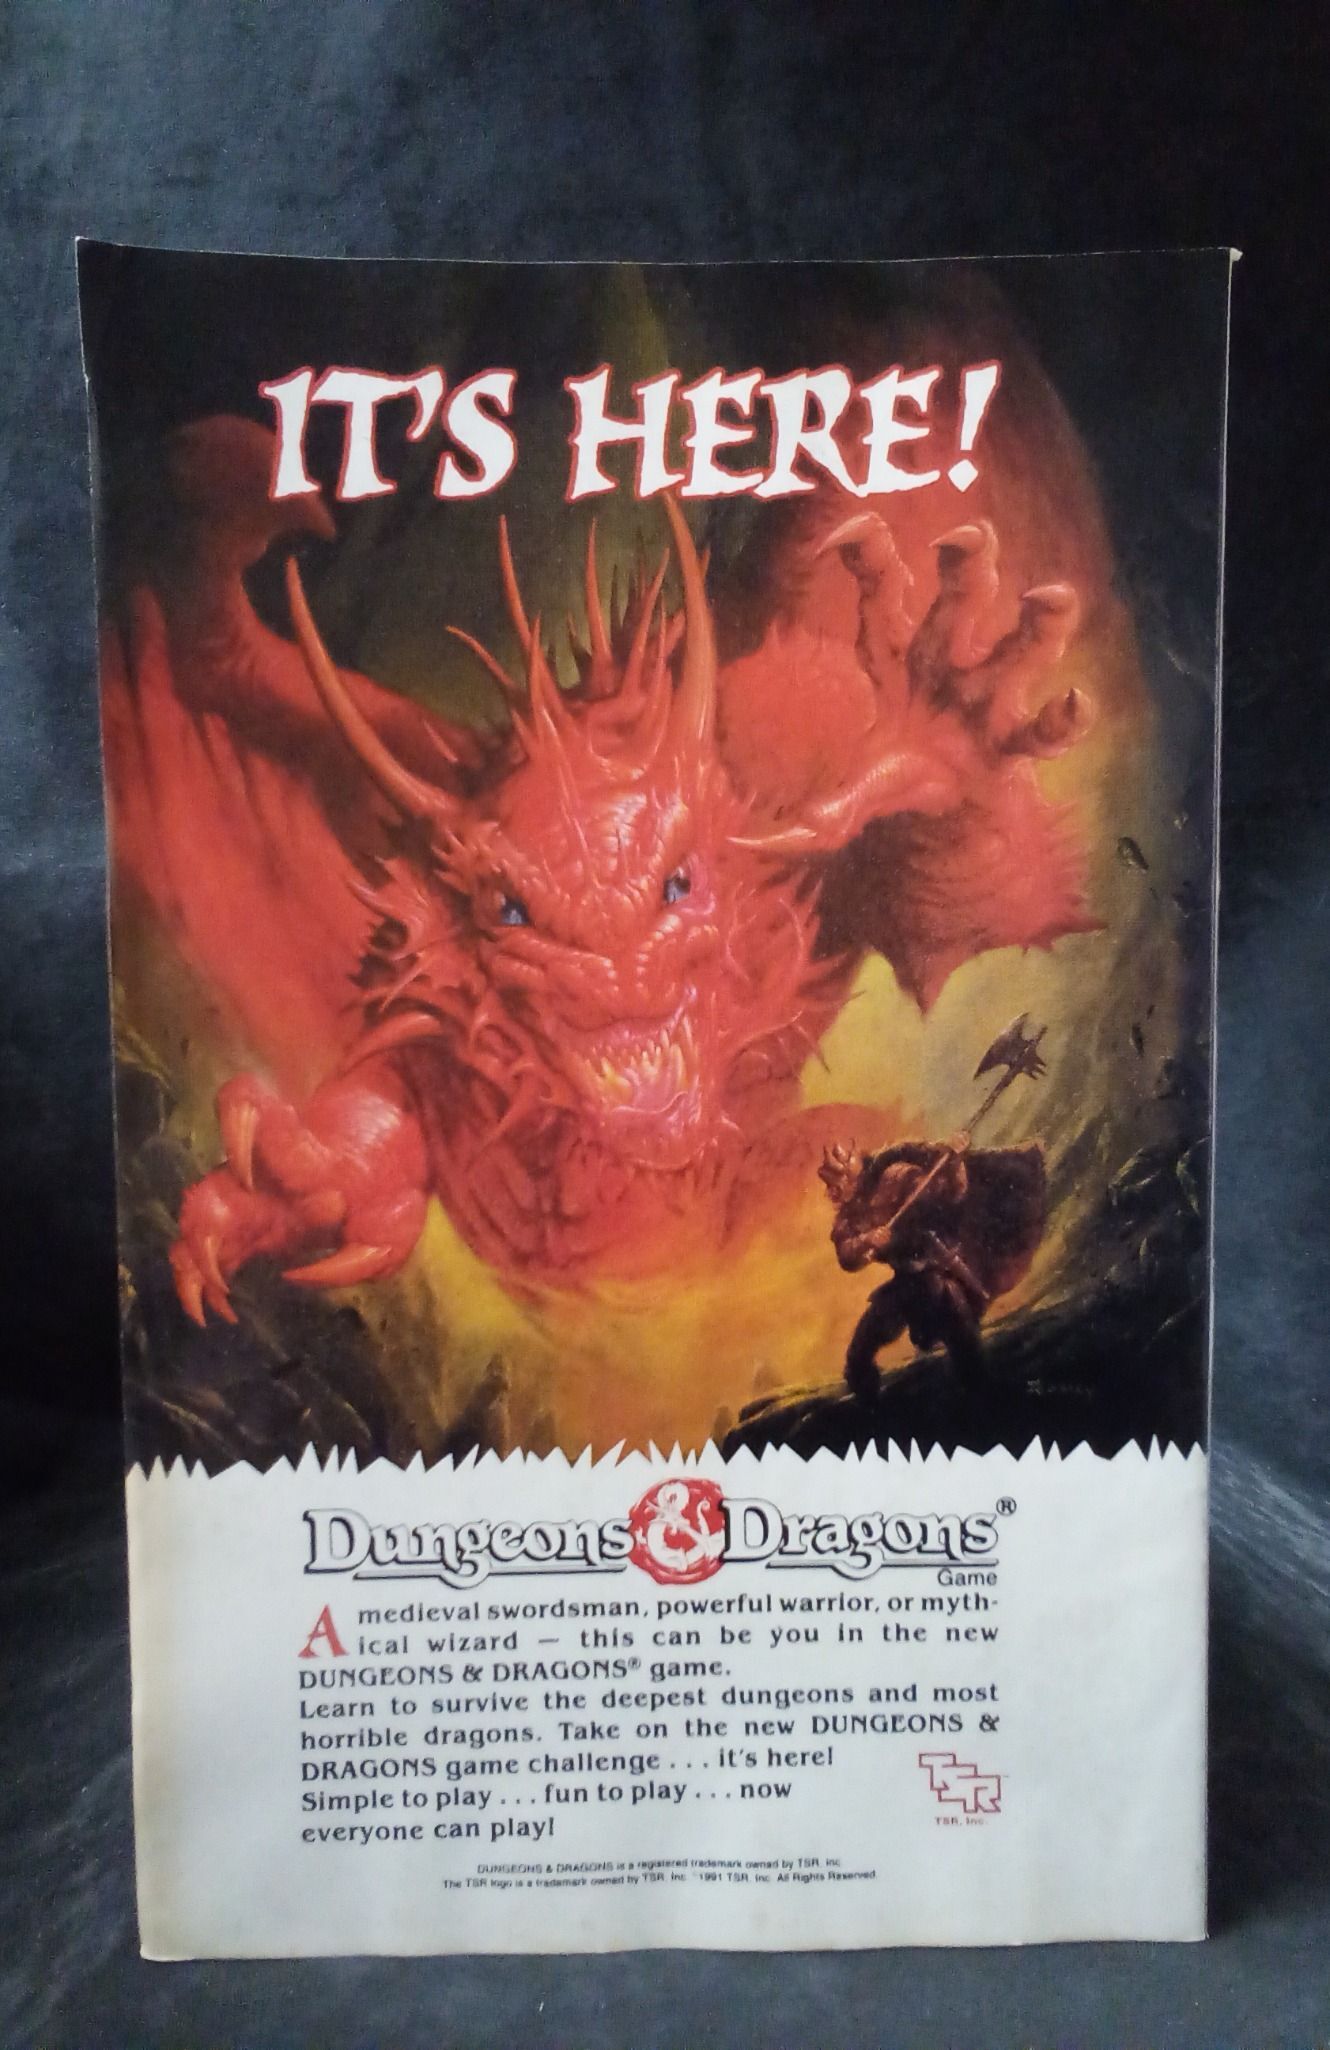 IT'S HERE!
Dungeons & Dragons®
Game
A medieval swordsman, powerful warrior, or myth-
ical wizard — this can be you in the new
DUNGEONS & DRAGONS® game.
Learn to survive the deepest dungeons and most
horrible dragons. Take on the new DUNGEONS &
DRAGONS game challenge . . . it's here!
Simple to play . . . fun to play . . . now
everyone can play!
TSR
TSR, Inc.
DUNGEONS & DRAGONS is a registered trademark owned by TSR, Inc.
The TSR logo is a trademark owned by TSR, Inc. ©1991 TSR, Inc. All Rights Reserved.